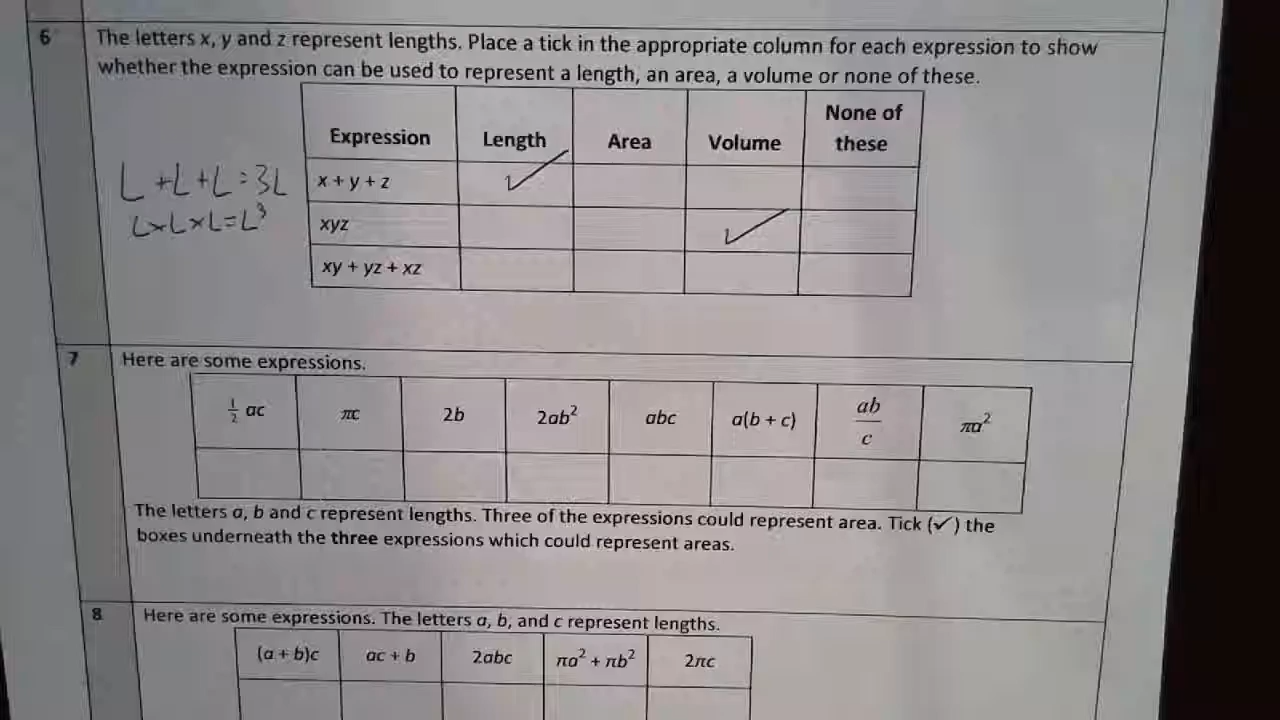 6
The letters x, y and z represent lengths. Place a tick in the appropriate column for each expression to show
whether the expression can be used to represent a length, an area, a volume or none of these.
Expression Length Area Volume None of these
L+L+L=3L
x + y + z ✓
L×L×L=L³
xyz ✓
xy + yz + xz
7
Here are some expressions.
½ ac πc 2b 2ab² abc a(b + c) ab/c πa²
The letters a, b and c represent lengths. Three of the expressions could represent area. Tick (✓) the
boxes underneath the three expressions which could represent areas.
8
Here are some expressions. The letters a, b, and c represent lengths.
(a + b)c ac + b 2abc πa² + πb² 2πc